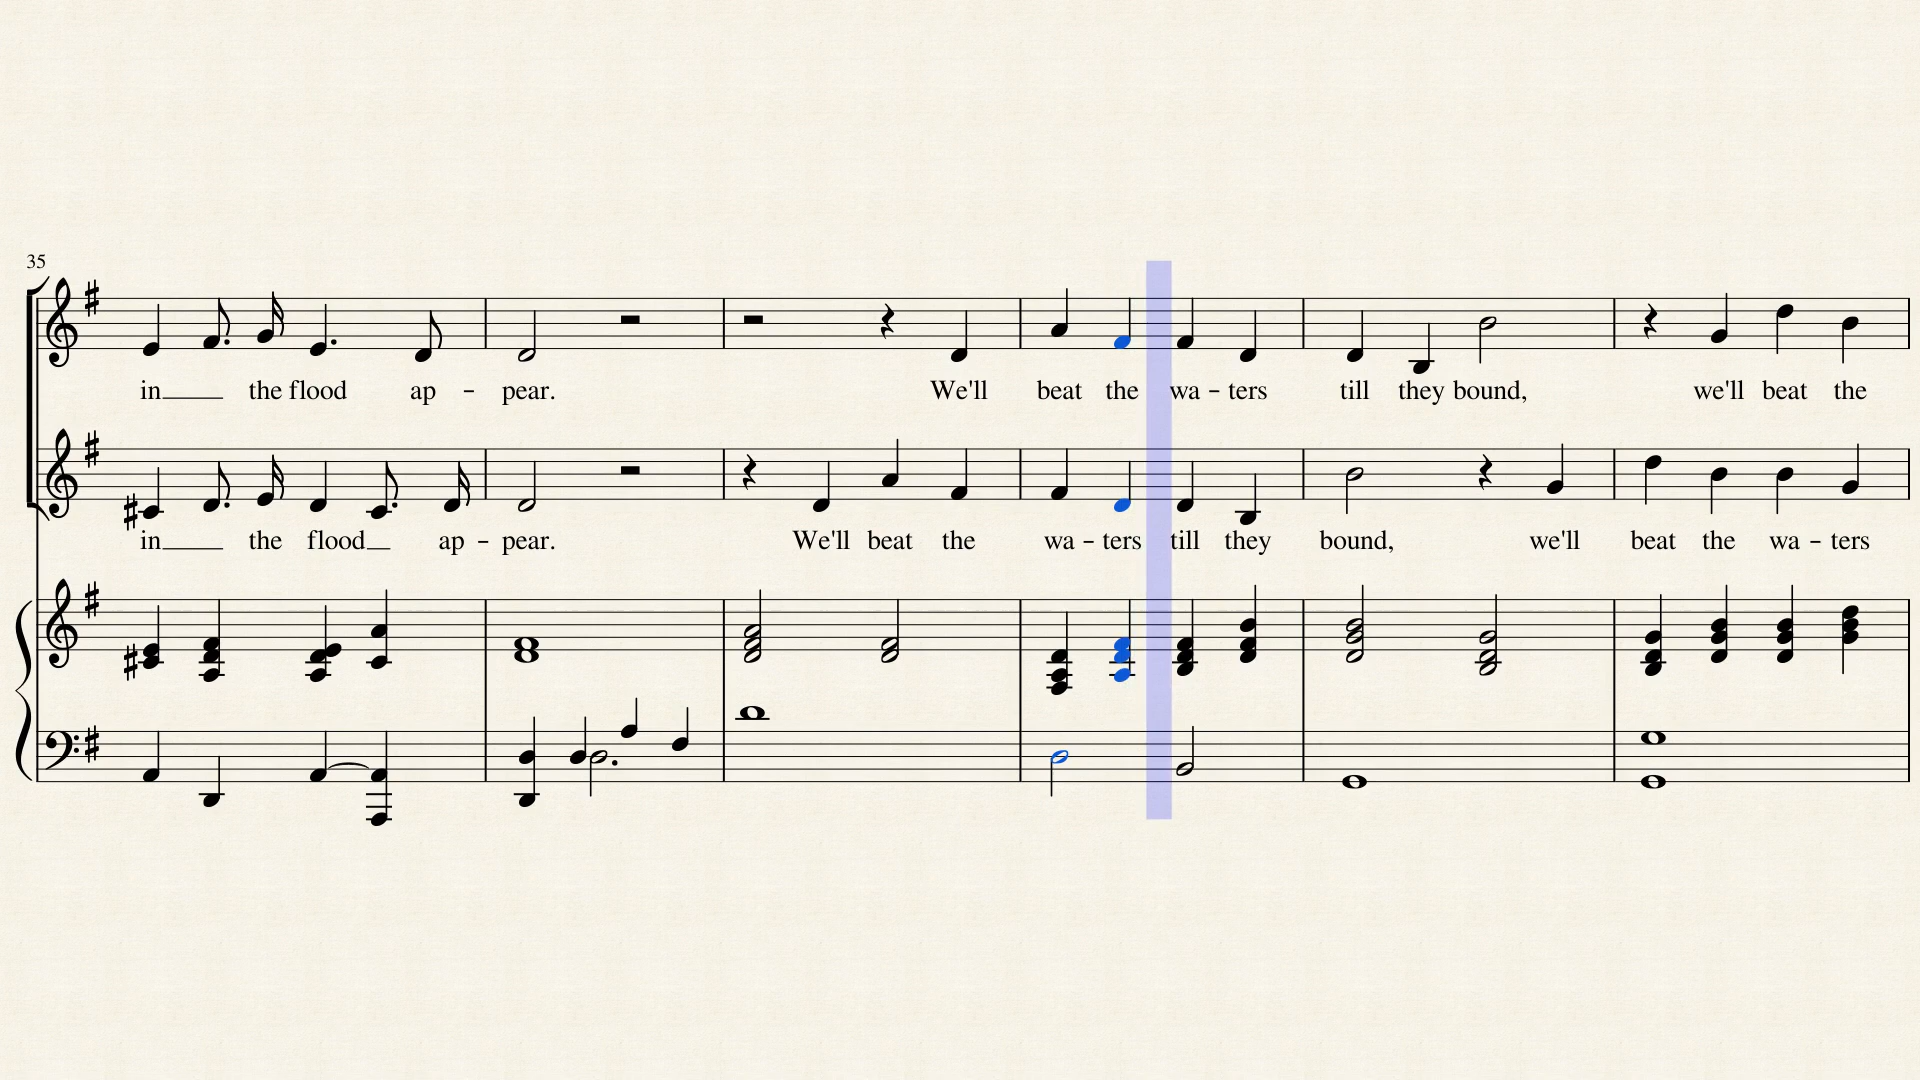 35
in the flood ap - pear. We'll beat the wa - ters till they bound, we'll beat the
in the flood ap - pear. We'll beat the wa - ters till they bound, we'll beat the wa - ters